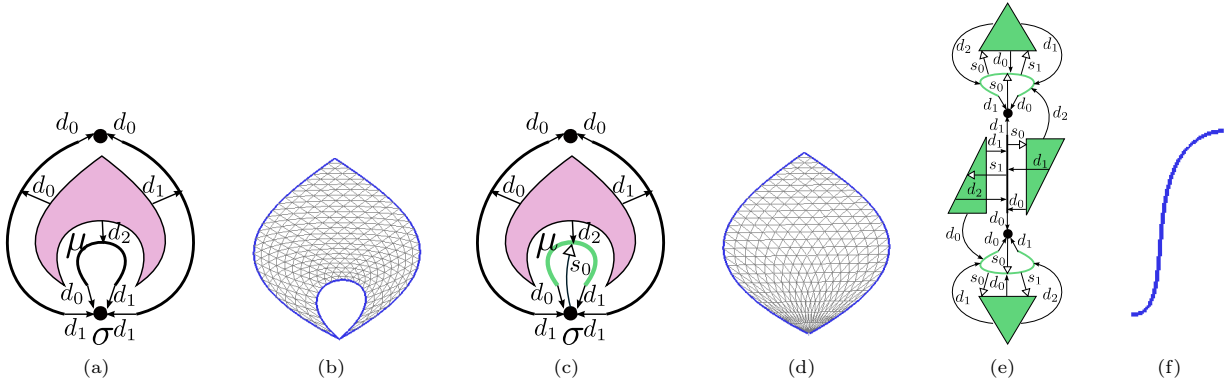 d₀ d₀
d₀ d₁
μ d₂
d₀ d₁
d₁ σ d₁
(a)
(b)
d₀ d₀
d₀ d₁
μ d₂
s₀
d₀ d₁
d₁ σ d₁
(c)
(d)
d₂ d₀ d₁
s₀ s₁
s₀
d₁ d₀
d₂
d₁ s₀
d₁ d₁
s₁
d₂
d₀
d₀ d₀ d₁
s₀
s₀ d₀ s₁
d₁ d₂
(e)
(f)